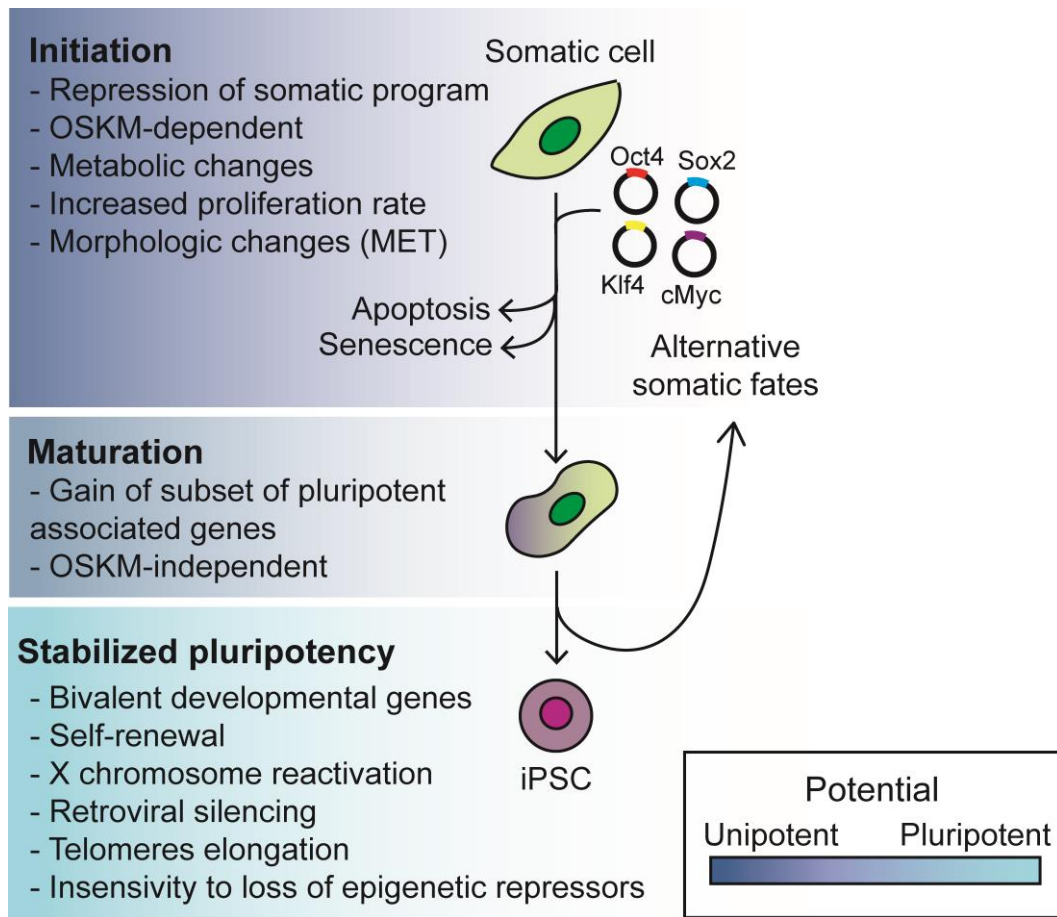 Initiation
- Repression of somatic program
- OSKM-dependent
- Metabolic changes
- Increased proliferation rate
- Morphologic changes (MET)
Somatic cell
Oct4
Sox2
Klf4
cMyc
Apoptosis
Senescence
Alternative
somatic fates
Maturation
- Gain of subset of pluripotent
associated genes
- OSKM-independent
Stabilized pluripotency
- Bivalent developmental genes
- Self-renewal
- X chromosome reactivation
- Retroviral silencing
- Telomeres elongation
- Insensivity to loss of epigenetic repressors
iPSC
Potential
Unipotent Pluripotent